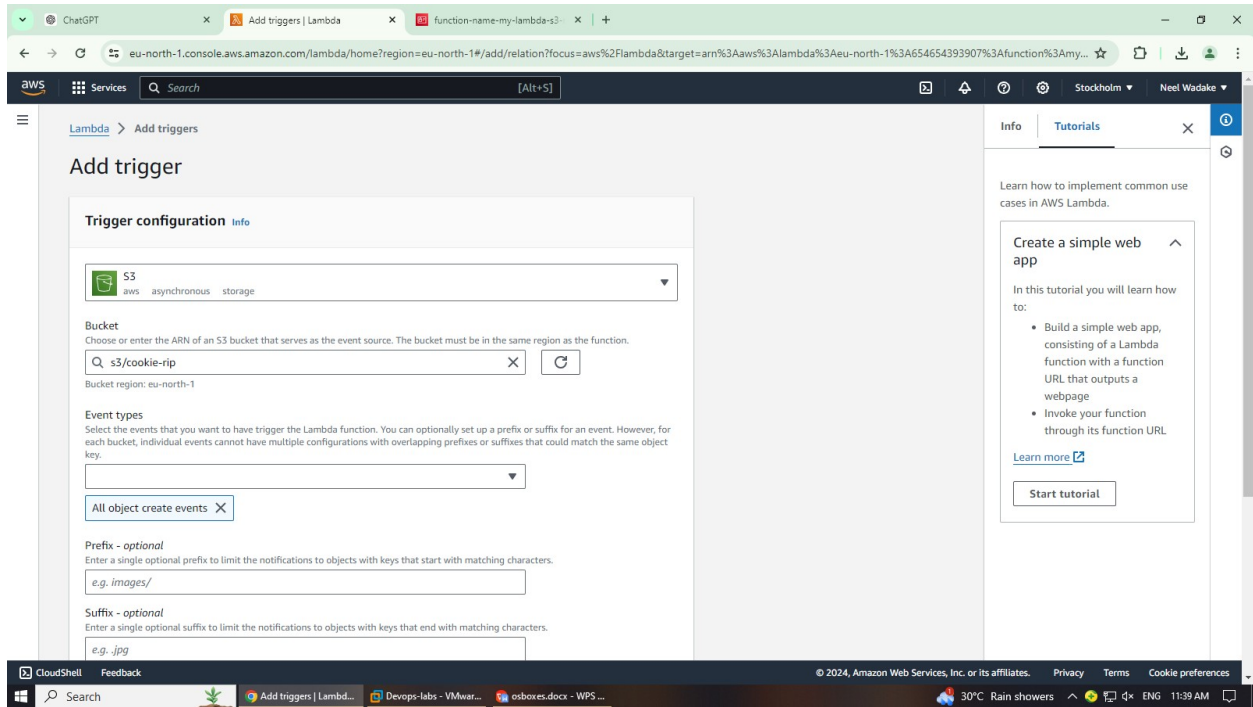 ChatGPT
Add triggers | Lambda
function-name-my-lambda-s3-
eu-north-1.console.aws.amazon.com/lambda/home?region=eu-north-1#/add/relation?focus=aws%2Flambda&target=arn%3Aaws%3Alambda%3Aeu-north-1%3A654654393907%3Afunction%3Amy...
aws Services Search [Alt+S] Stockholm Neel Wadake
Lambda > Add triggers
Add trigger
Trigger configuration Info
S3
aws asynchronous storage
Bucket
Choose or enter the ARN of an S3 bucket that serves as the event source. The bucket must be in the same region as the function.
s3/cookie-rip
Bucket region: eu-north-1
Event types
Select the events that you want to have trigger the Lambda function. You can optionally set up a prefix or suffix for an event. However, for
each bucket, individual events cannot have multiple configurations with overlapping prefixes or suffixes that could match the same object
key.
All object create events
Prefix - optional
Enter a single optional prefix to limit the notifications to objects with keys that start with matching characters.
e.g. images/
Suffix - optional
Enter a single optional suffix to limit the notifications to objects with keys that end with matching characters.
e.g. .jpg
Info Tutorials
Learn how to implement common use
cases in AWS Lambda.
Create a simple web
app
In this tutorial you will learn how
to:
• Build a simple web app,
consisting of a Lambda
function with a function
URL that outputs a
webpage
• Invoke your function
through its function URL
Learn more
Start tutorial
CloudShell Feedback © 2024, Amazon Web Services, Inc. or its affiliates. Privacy Terms Cookie preferences
Search Add triggers | Lambd... Devops-labs - VMwar... osboxes.docx - WPS ... 30°C Rain showers ENG 11:39 AM